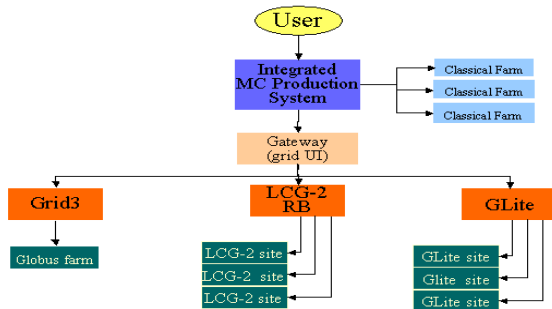 User
Integrated
MC Production
System
Classical Farm
Classical Farm
Classical Farm
Gateway
(grid UI)
Grid3
LCG-2
RB
GLite
Globus farm
LCG-2 site
LCG-2 site
LCG-2 site
GLite site
Glite site
GLite site